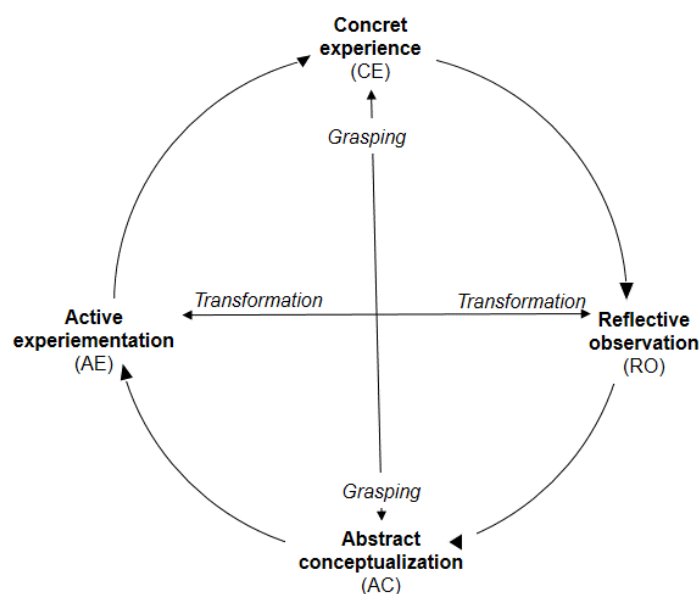 Concret
experience
(CE)
Grasping
Transformation
Transformation
Active
experiementation
(AE)
Reflective
observation
(RO)
Grasping
Abstract
conceptualization
(AC)